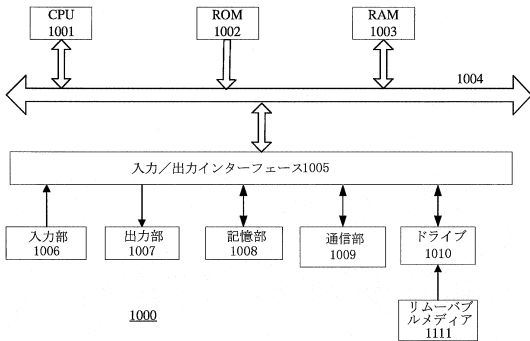 CPU
1001
ROM
1002
RAM
1003
1004
入力／出力インターフェース1005
入力部
1006
出力部
1007
記憶部
1008
通信部
1009
ドライブ
1010
リムーバブ
ルメディア
1111
1000